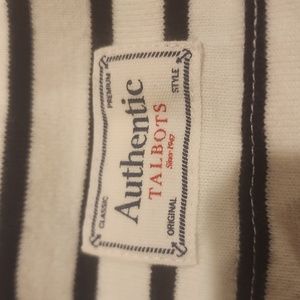 PREMIUM STYLE
Authentic
TALBOTS
Since 1947
CLASSIC ORIGINAL